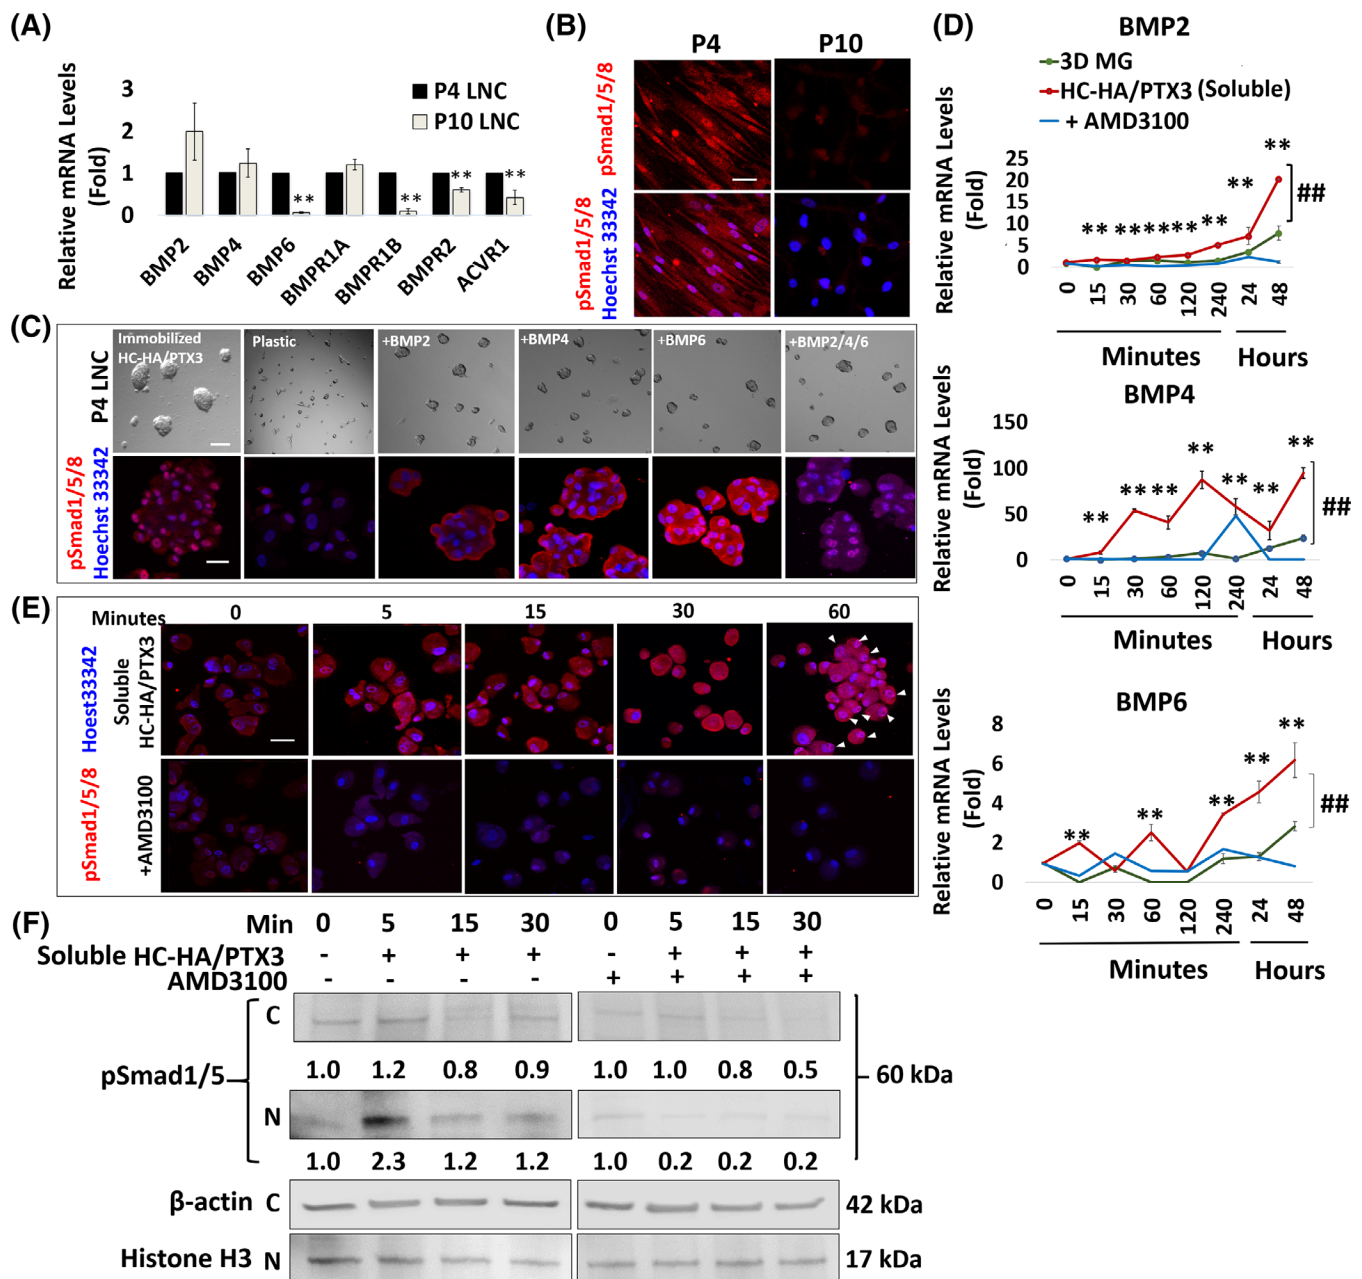 (A)
Relative mRNA Levels
(Fold)
3
2
1
0
P4 LNC
P10 LNC
**
**
**
**
BMP2
BMP4
BMP6
BMPR1A
BMPR1B
BMPR2
ACVR1
(B)
P4
P10
pSmad1/5/8
pSmad1/5/8
Hoechst 33342
(C)
P4 LNC
Immobilized
HC-HA/PTX3
Plastic
+BMP2
+BMP4
+BMP6
+BMP2/4/6
pSmad1/5/8
Hoechst 33342
(D)
BMP2
3D MG
HC-HA/PTX3 (Soluble)
+ AMD3100
Relative mRNA Levels
(Fold)
25
20
15
10
5
0
** ** ** ** ** ** **
##
0 15 30 60 120 240 24 48
Minutes Hours
BMP4
Relative mRNA Levels
(Fold)
150
100
50
0
** ** ** ** ** ** **
##
0 15 30 60 120 240 24 48
Minutes Hours
BMP6
Relative mRNA Levels
(Fold)
8
6
4
2
0
** ** ** ** **
##
0 15 30 60 120 240 24 48
Minutes Hours
(E)
Minutes 0 5 15 30 60
Hoest33342
pSmad1/5/8
Soluble
HC-HA/PTX3
+AMD3100
(F)
Min 0 5 15 30 0 5 15 30
Soluble HC-HA/PTX3 - + + + - + + +
AMD3100 - - - - + + + +
pSmad1/5
C
1.0 1.2 0.8 0.9 1.0 1.0 0.8 0.5
60 kDa
N
1.0 2.3 1.2 1.2 1.0 0.2 0.2 0.2
β-actin C 42 kDa
Histone H3 N 17 kDa